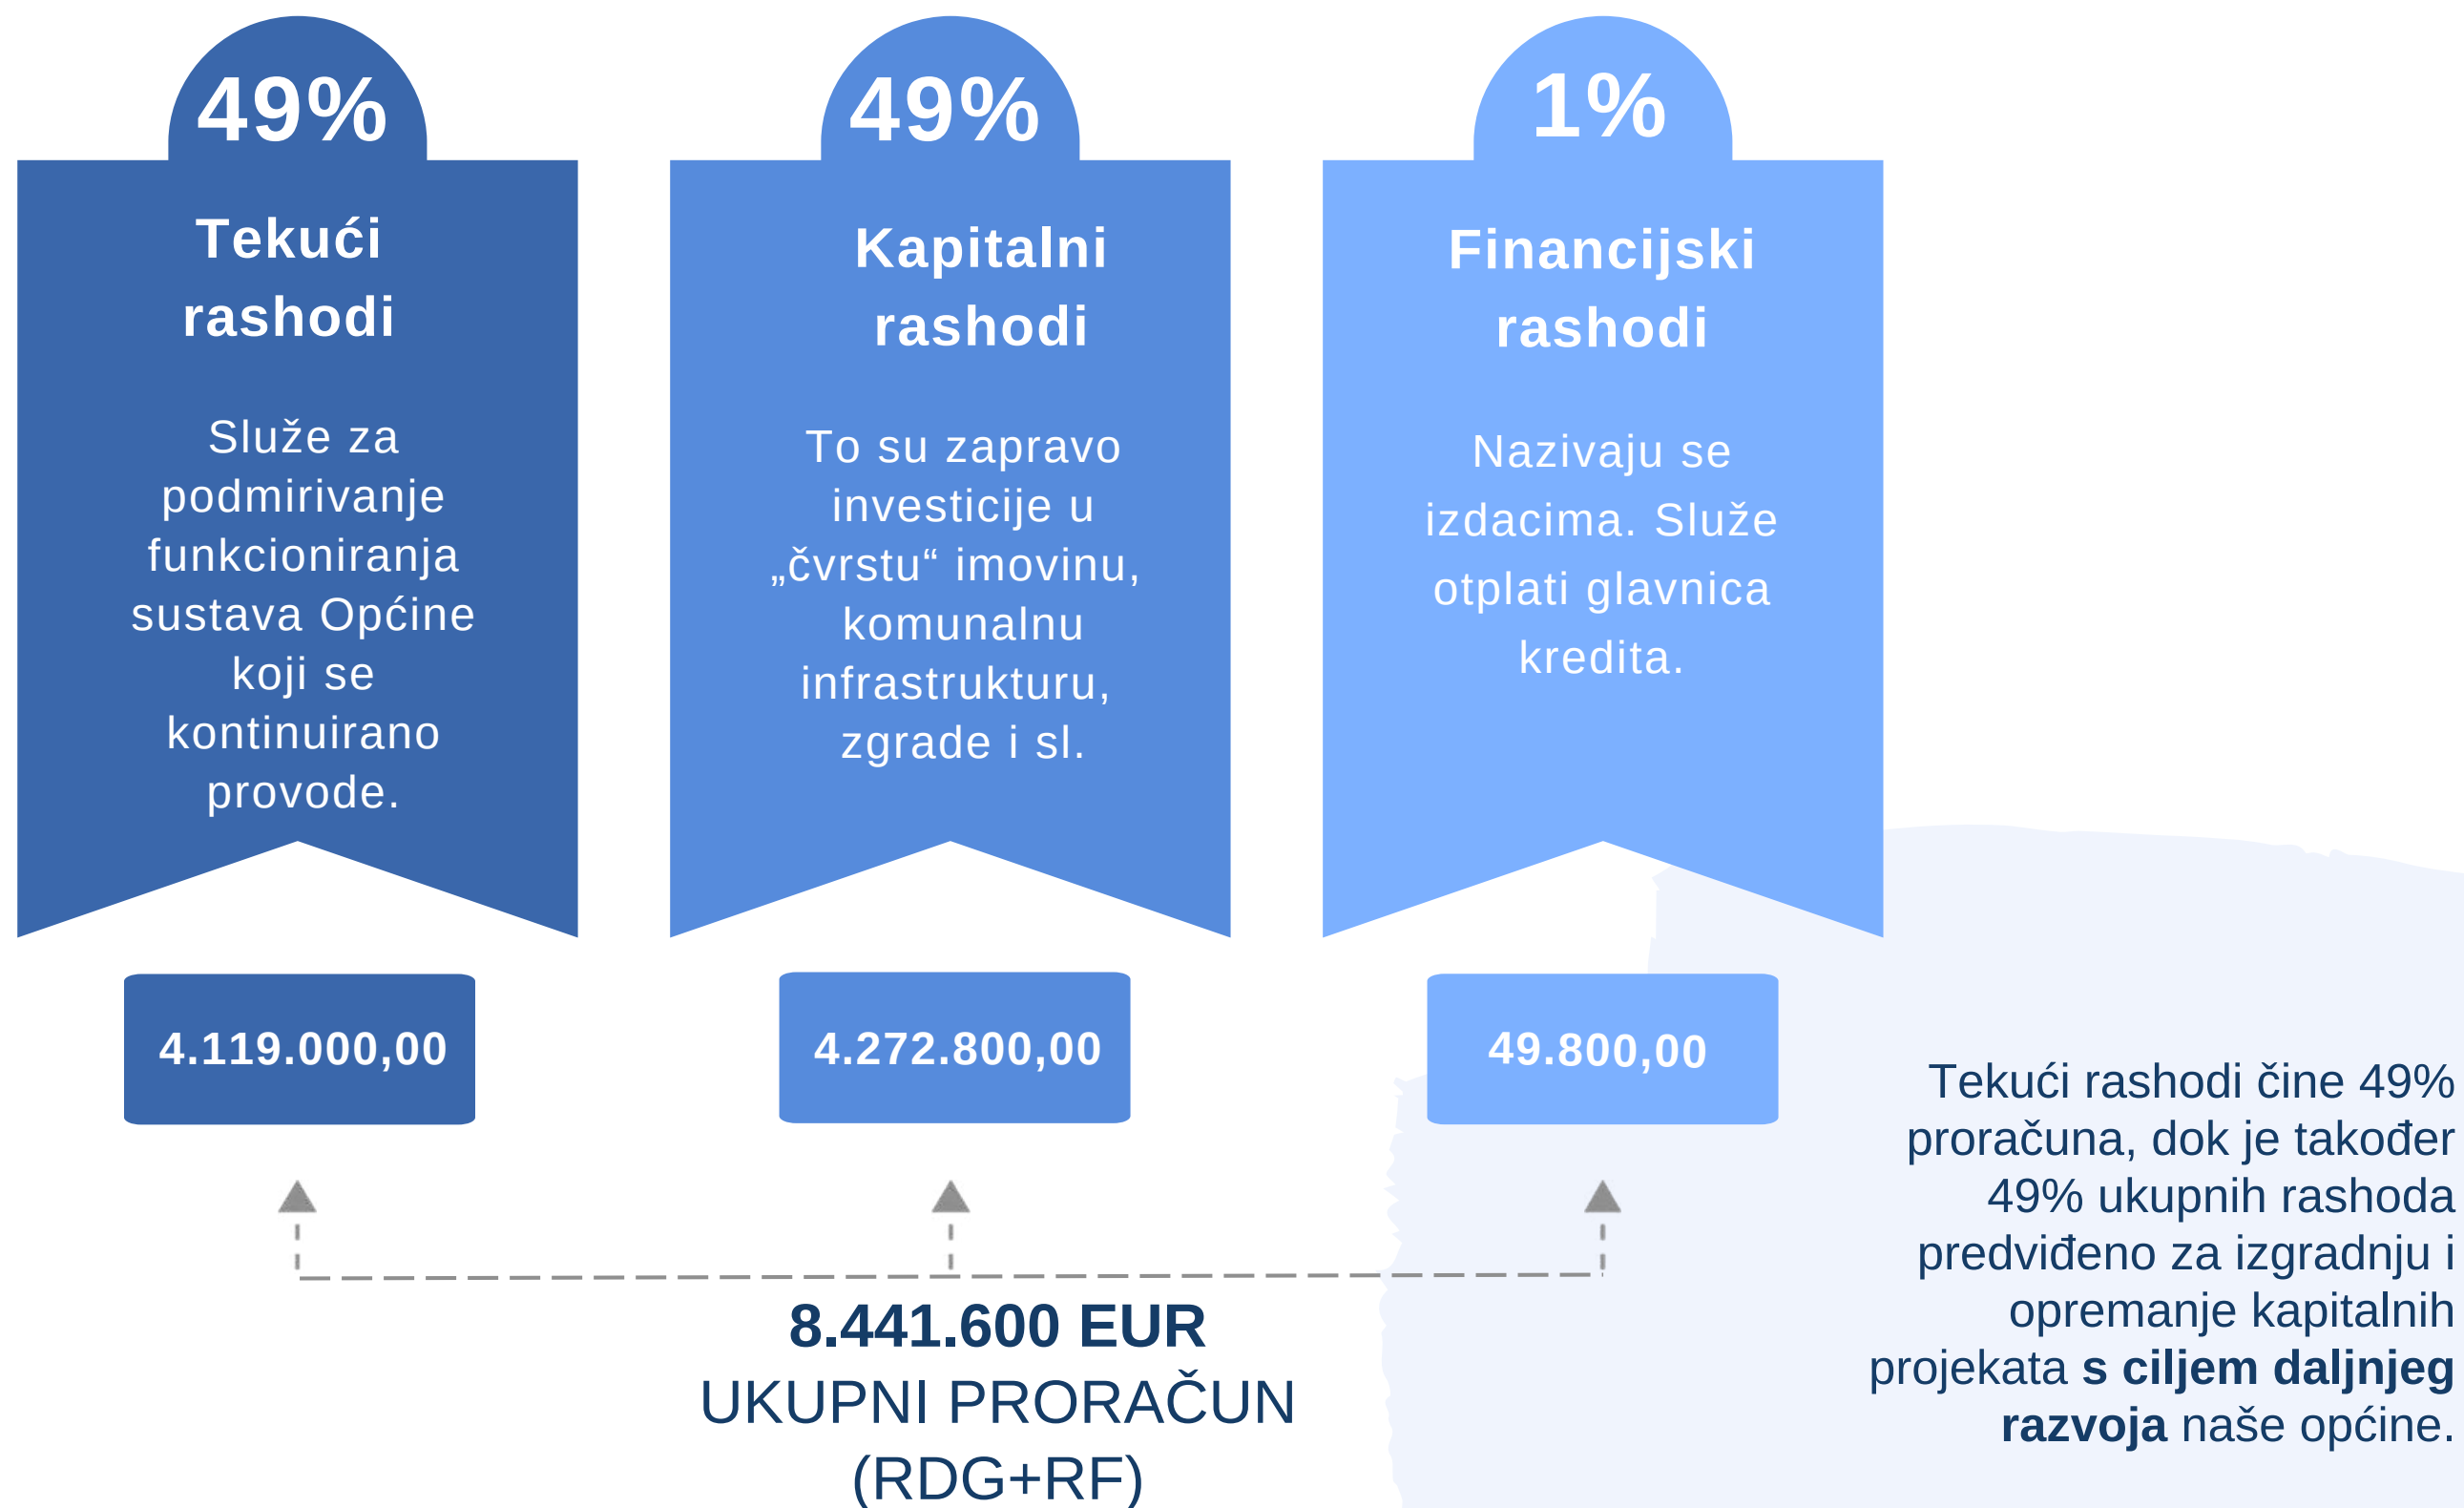 49%
Tekući
rashodi
Služe za
podmirivanje
funkcioniranja
sustava Općine
koji se
kontinuirano
provode.
4.119.000,00
49%
Kapitalni
rashodi
To su zapravo
investicije u
„čvrstu“ imovinu,
komunalnu
infrastrukturu,
zgrade i sl.
4.272.800,00
1%
Financijski
rashodi
Nazivaju se
izdacima. Služe
otplati glavnica
kredita.
49.800,00
8.441.600 EUR
UKUPNI PRORAČUN
(RDG+RF)
Tekući rashodi čine 49%
proračuna, dok je također
49% ukupnih rashoda
predviđeno za izgradnju i
opremanje kapitalnih
projekata s ciljem daljnjeg
razvoja naše općine.